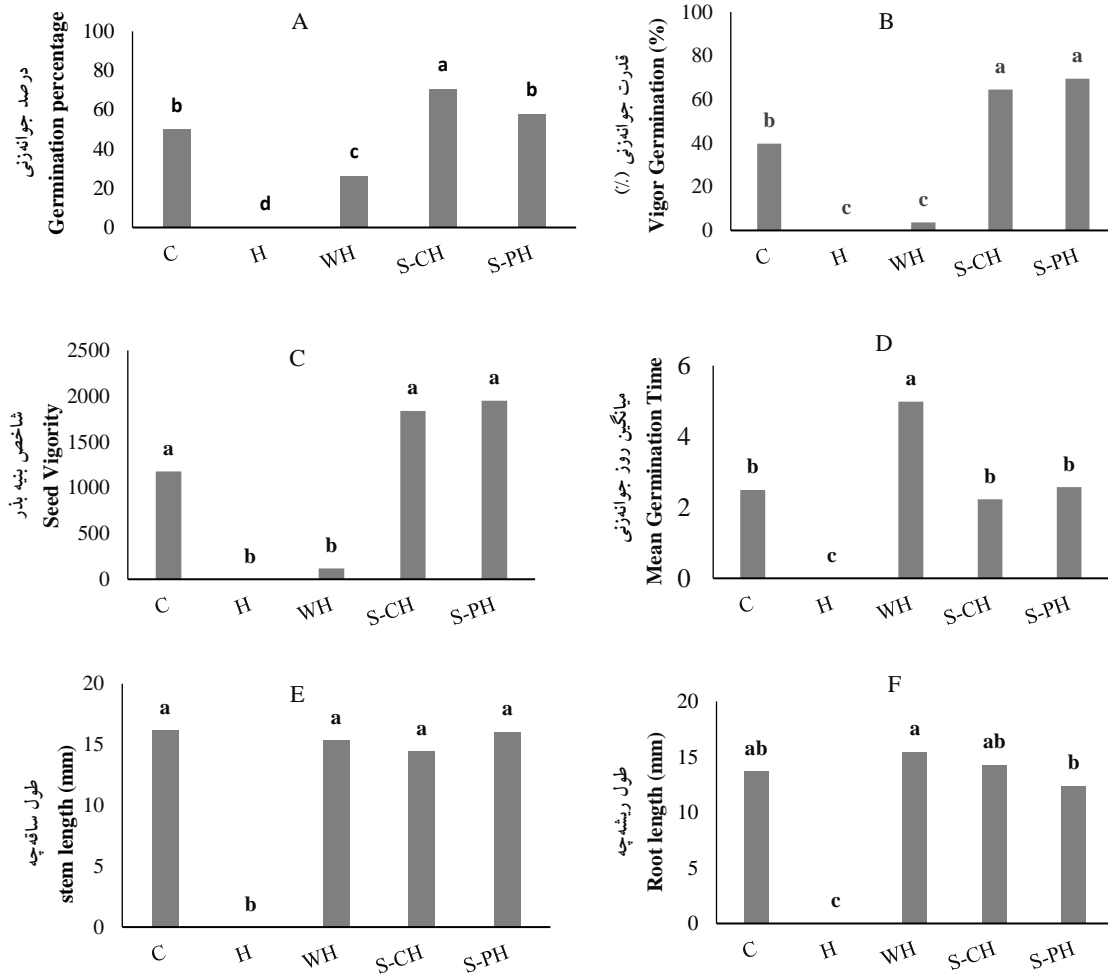 A
درصد جوانه‌زنی
Germination percentage
100
80
60
40
20
0
b
d
c
a
b
C
H
WH
S-CH
S-PH
B
قدرت جوانه‌زنی (٪)
Vigor Germination (%)
100
80
60
40
20
0
b
c
c
a
a
C
H
WH
S-CH
S-PH
C
شاخص بنیه بذر
Seed Vigority
2500
2000
1500
1000
500
0
a
b
b
a
a
C
H
WH
S-CH
S-PH
D
میانگین روز جوانه‌زنی
Mean Germination Time
6
4
2
0
b
c
a
b
b
C
H
WH
S-CH
S-PH
E
طول ساقه‌چه
stem length (mm)
20
15
10
5
0
a
b
a
a
a
C
H
WH
S-CH
S-PH
F
طول ریشه‌چه
Root length (mm)
20
15
10
5
0
ab
c
a
ab
b
C
H
WH
S-CH
S-PH